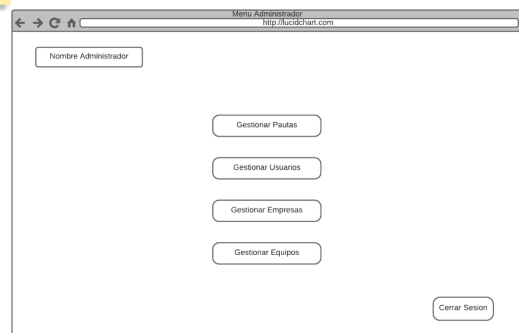 Menu Administrador
http://lucidchart.com
Nombre Administrador
Gestionar Pautas
Gestionar Usuarios
Gestionar Empresas
Gestionar Equipos
Cerrar Sesion